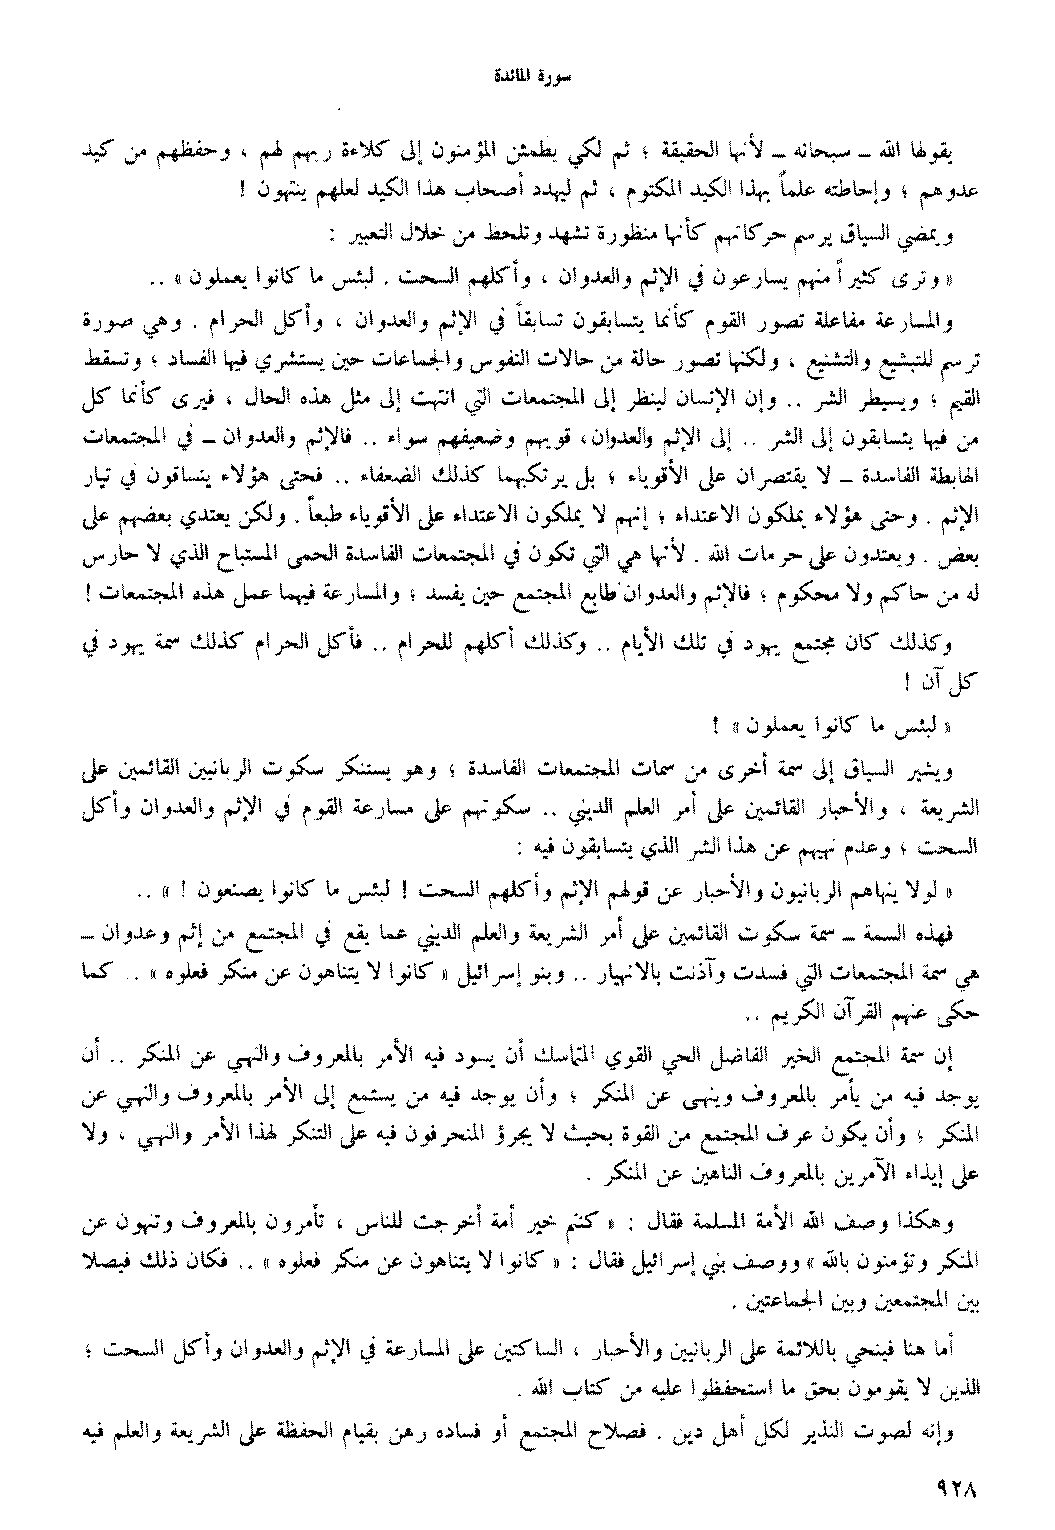 سورة المائدة
يقولها الله – سبحانه – لأنها الحقيقة ؛ ثم لكي يطمئن المؤمنون إلى كلاءة ربهم لهم ، وحفظهم من كيد
عدوهم ؛ وإحاطته علماً بهذا الكيد المكتوم ، ثم ليهدد أصحاب هذا الكيد لعلهم ينتهون !
ويمضي السياق يرسم حركاتهم كأنها منظورة تشهد وتلحظ من خلال التعبير :
« وترى كثيراً منهم يسارعون في الإثم والعدوان ، وأكلهم السحت . لبئس ما كانوا يعملون » ..
والمسارعة مفاعلة تصور القوم كأنما يتسابقون تسابقاً في الإثم والعدوان ، وأكل الحرام . وهي صورة
ترسم للتبشيع والتشنيع ، ولكنها تصور حالة من حالات النفوس والجماعات حين يستشري فيها الفساد ؛ وتسقط
القيم ؛ ويسيطر الشر .. وإن الإنسان لينظر إلى المجتمعات التي انتهت إلى مثل هذه الحال ، فيرى كأنما كل
من فيها يتسابقون إلى الشر .. إلى الإثم والعدوان، قويهم وضعيفهم سواء .. فالإثم والعدوان – في المجتمعات
الهابطة الفاسدة – لا يقتصران على الأقوياء ؛ بل يرتكبهما كذلك الضعفاء .. فحتى هؤلاء ينساقون في تيار
الإثم . وحتى هؤلاء يملكون الاعتداء ؛ إنهم لا يملكون الاعتداء على الأقوياء طبعاً . ولكن يعتدي بعضهم على
بعض . ويعتدون على حرمات الله . لأنها هي التي تكون في المجتمعات الفاسدة الحمى المستباح الذي لا حارس
له من حاكم ولا محكوم ؛ فالإثم والعدوان طابع المجتمع حين يفسد ؛ والمسارعة فيهما عمل هذه المجتمعات !
وكذلك كان مجتمع يهود في تلك الأيام .. وكذلك أكلهم للحرام .. فأكل الحرام كذلك سمة يهود في
كل آن !
« لبئس ما كانوا يعملون » !
ويشير السياق إلى سمة أخرى من سمات المجتمعات الفاسدة ؛ وهو يستنكر سكوت الربانيين القائمين على
الشريعة ، والأحبار القائمين على أمر العلم الديني .. سكوتهم على مسارعة القوم في الإثم والعدوان وأكل
السحت ؛ وعدم نهيهم عن هذا الشر الذي يتسابقون فيه :
« لولا ينهاهم الربانيون والأحبار عن قولهم الإثم وأكلهم السحت ! لبئس ما كانوا يصنعون ! » ..
فهذه السمة – سمة سكوت القائمين على أمر الشريعة والعلم الديني عما يقع في المجتمع من إثم وعدوان –
هي سمة المجتمعات التي فسدت وآذنت بالانهيار .. وبنو إسرائيل « كانوا لا يتناهون عن منكر فعلوه » .. كما
حكى عنهم القرآن الكريم ..
إن سمة المجتمع الخير الفاضل الحي القوي المتماسك أن يسود فيه الأمر بالمعروف والنهي عن المنكر .. أن
يوجد فيه من يأمر بالمعروف وينهى عن المنكر ؛ وأن يوجد فيه من يستمع إلى الأمر بالمعروف والنهي عن
المنكر ؛ وأن يكون عرف المجتمع من القوة بحيث لا يجرؤ المنحرفون فيه على التنكر لهذا الأمر والنهي ، ولا
على إيذاء الآمرين بالمعروف الناهين عن المنكر .
وهكذا وصف الله الأمة المسلمة فقال : « كنتم خير أمة أخرجت للناس ، تأمرون بالمعروف وتنهون عن
المنكر وتؤمنون بالله » ووصف بني إسرائيل فقال : « كانوا لا يتناهون عن منكر فعلوه » .. فكان ذلك فيصلا
بين المجتمعين وبين الجماعتين .
أما هنا فينحي باللائمة على الربانيين والأحبار ، الساكتين على المسارعة في الإثم والعدوان وأكل السحت ؛
الذين لا يقومون بحق ما استحفظوا عليه من كتاب الله .
وإنه لصوت النذير لكل أهل دين . فصلاح المجتمع أو فساده رهن بقيام الحفظة على الشريعة والعلم فيه
٩٢٨